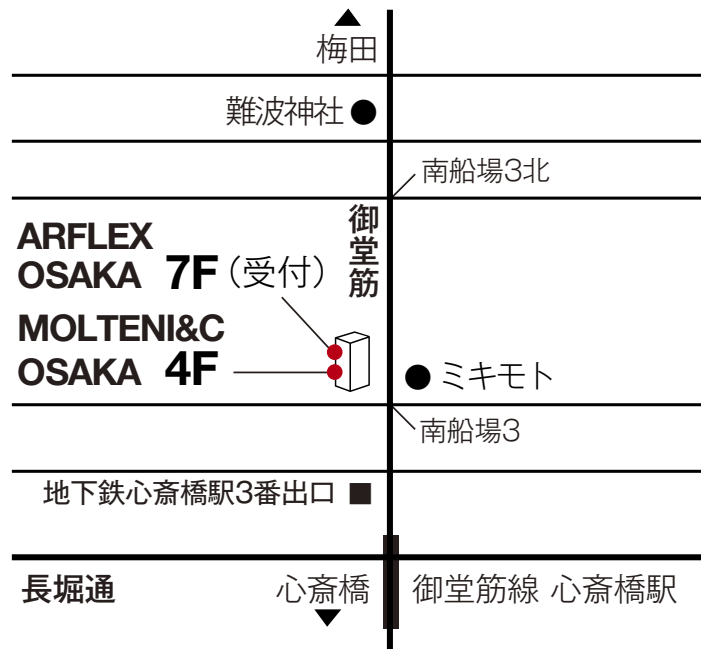 梅田
難波神社
南船場3北
御堂筋
ARFLEX
OSAKA 7F（受付）
MOLTENI&C
OSAKA 4F
ミキモト
南船場3
地下鉄心斎橋駅3番出口
長堀通
心斎橋
御堂筋線 心斎橋駅